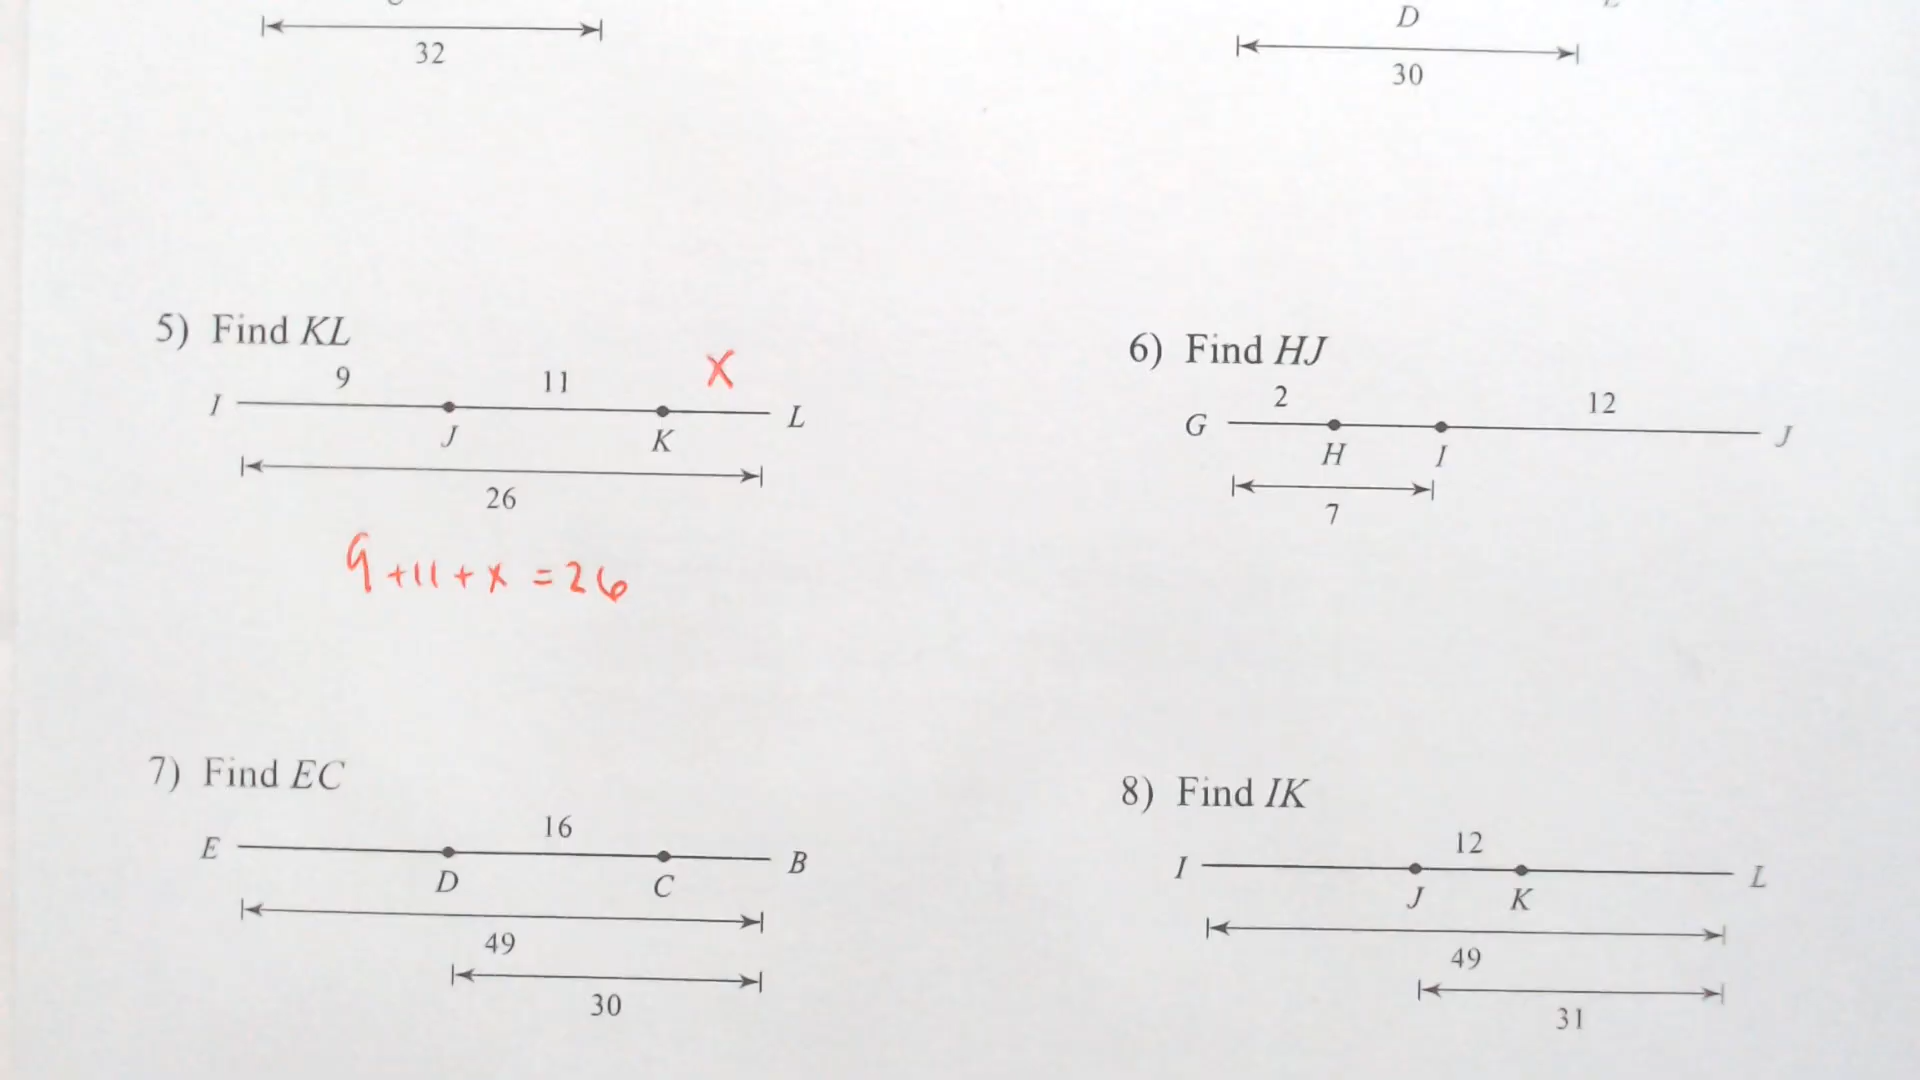 32
D
30
5) Find KL
9 11 X
I J K L
26
9+11+x=26
6) Find HJ
2 12
G H I J
7
7) Find EC
16
E D C B
49
30
8) Find IK
12
I J K L
49
31